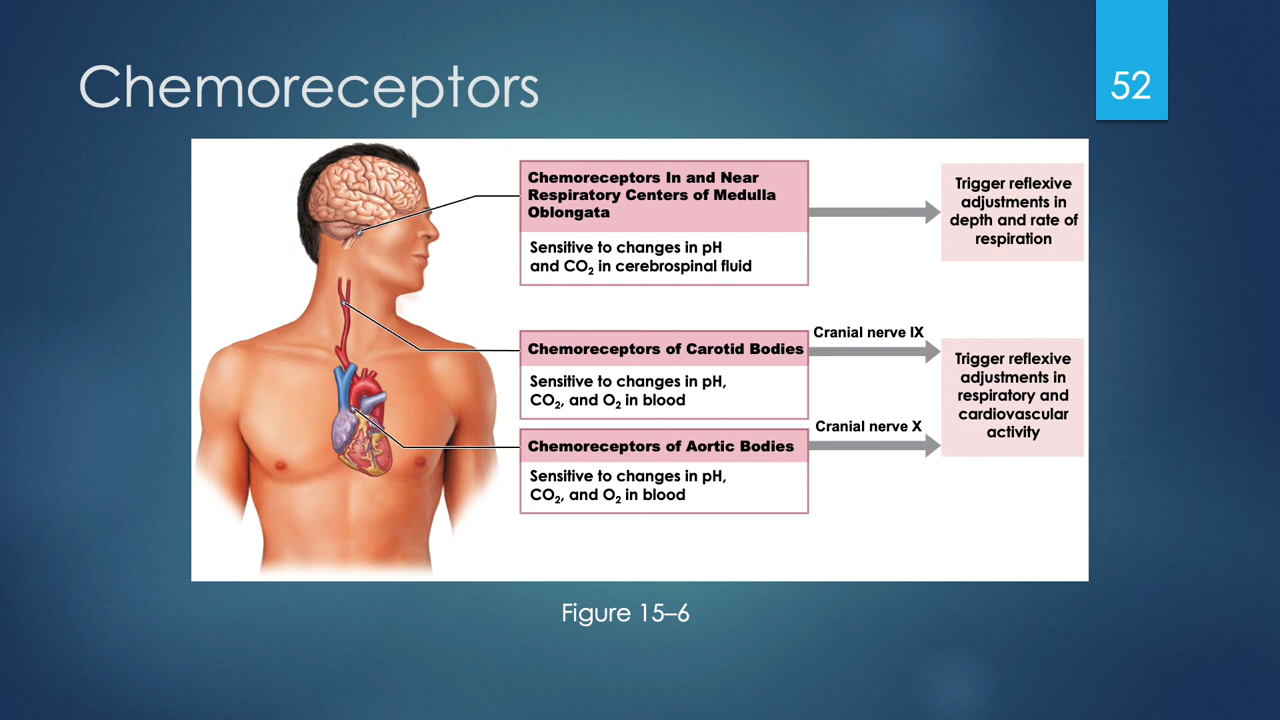 Chemoreceptors
52
Chemoreceptors In and Near
Respiratory Centers of Medulla
Oblongata
Sensitive to changes in pH
and CO₂ in cerebrospinal fluid
Trigger reflexive
adjustments in
depth and rate of
respiration
Chemoreceptors of Carotid Bodies
Sensitive to changes in pH,
CO₂, and O₂ in blood
Cranial nerve IX
Chemoreceptors of Aortic Bodies
Sensitive to changes in pH,
CO₂, and O₂ in blood
Cranial nerve X
Trigger reflexive
adjustments in
respiratory and
cardiovascular
activity
Figure 15–6